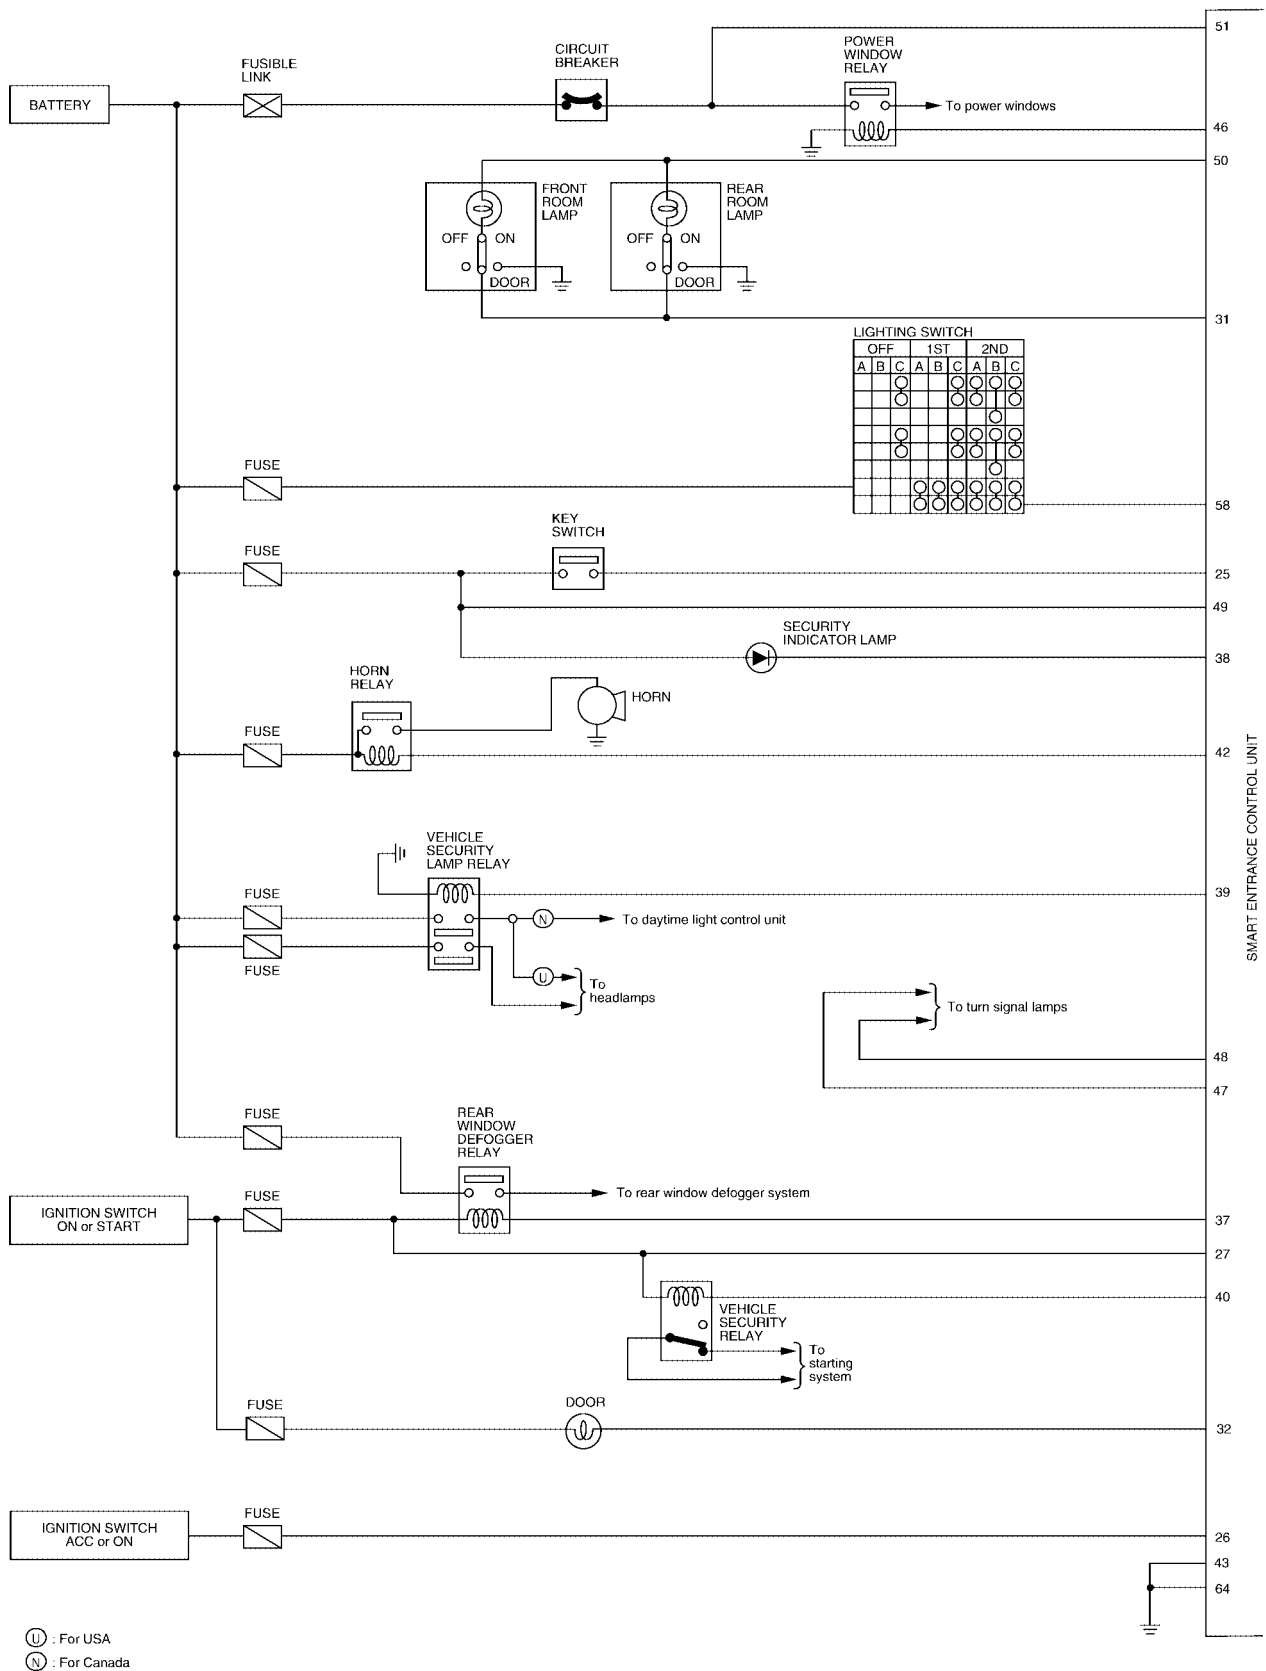 51
POWER
WINDOW
RELAY
CIRCUIT
BREAKER
FUSIBLE
LINK
BATTERY
To power windows
46
50
FRONT
ROOM
LAMP
REAR
ROOM
LAMP
OFF ON
OFF ON
DOOR
DOOR
31
LIGHTING SWITCH
OFF 1ST 2ND
A B C A B C A B C
FUSE
58
KEY
SWITCH
FUSE
25
49
SECURITY
INDICATOR LAMP
38
HORN
RELAY
HORN
FUSE
42
SMART ENTRANCE CONTROL UNIT
VEHICLE
SECURITY
LAMP RELAY
FUSE
39
N
To daytime light control unit
FUSE
U
To
headlamps
To turn signal lamps
48
47
FUSE
REAR
WINDOW
DEFOGGER
RELAY
To rear window defogger system
FUSE
IGNITION SWITCH
ON or START
37
27
40
VEHICLE
SECURITY
RELAY
To
starting
system
FUSE
DOOR
32
FUSE
IGNITION SWITCH
ACC or ON
26
43
64
U : For USA
N : For Canada